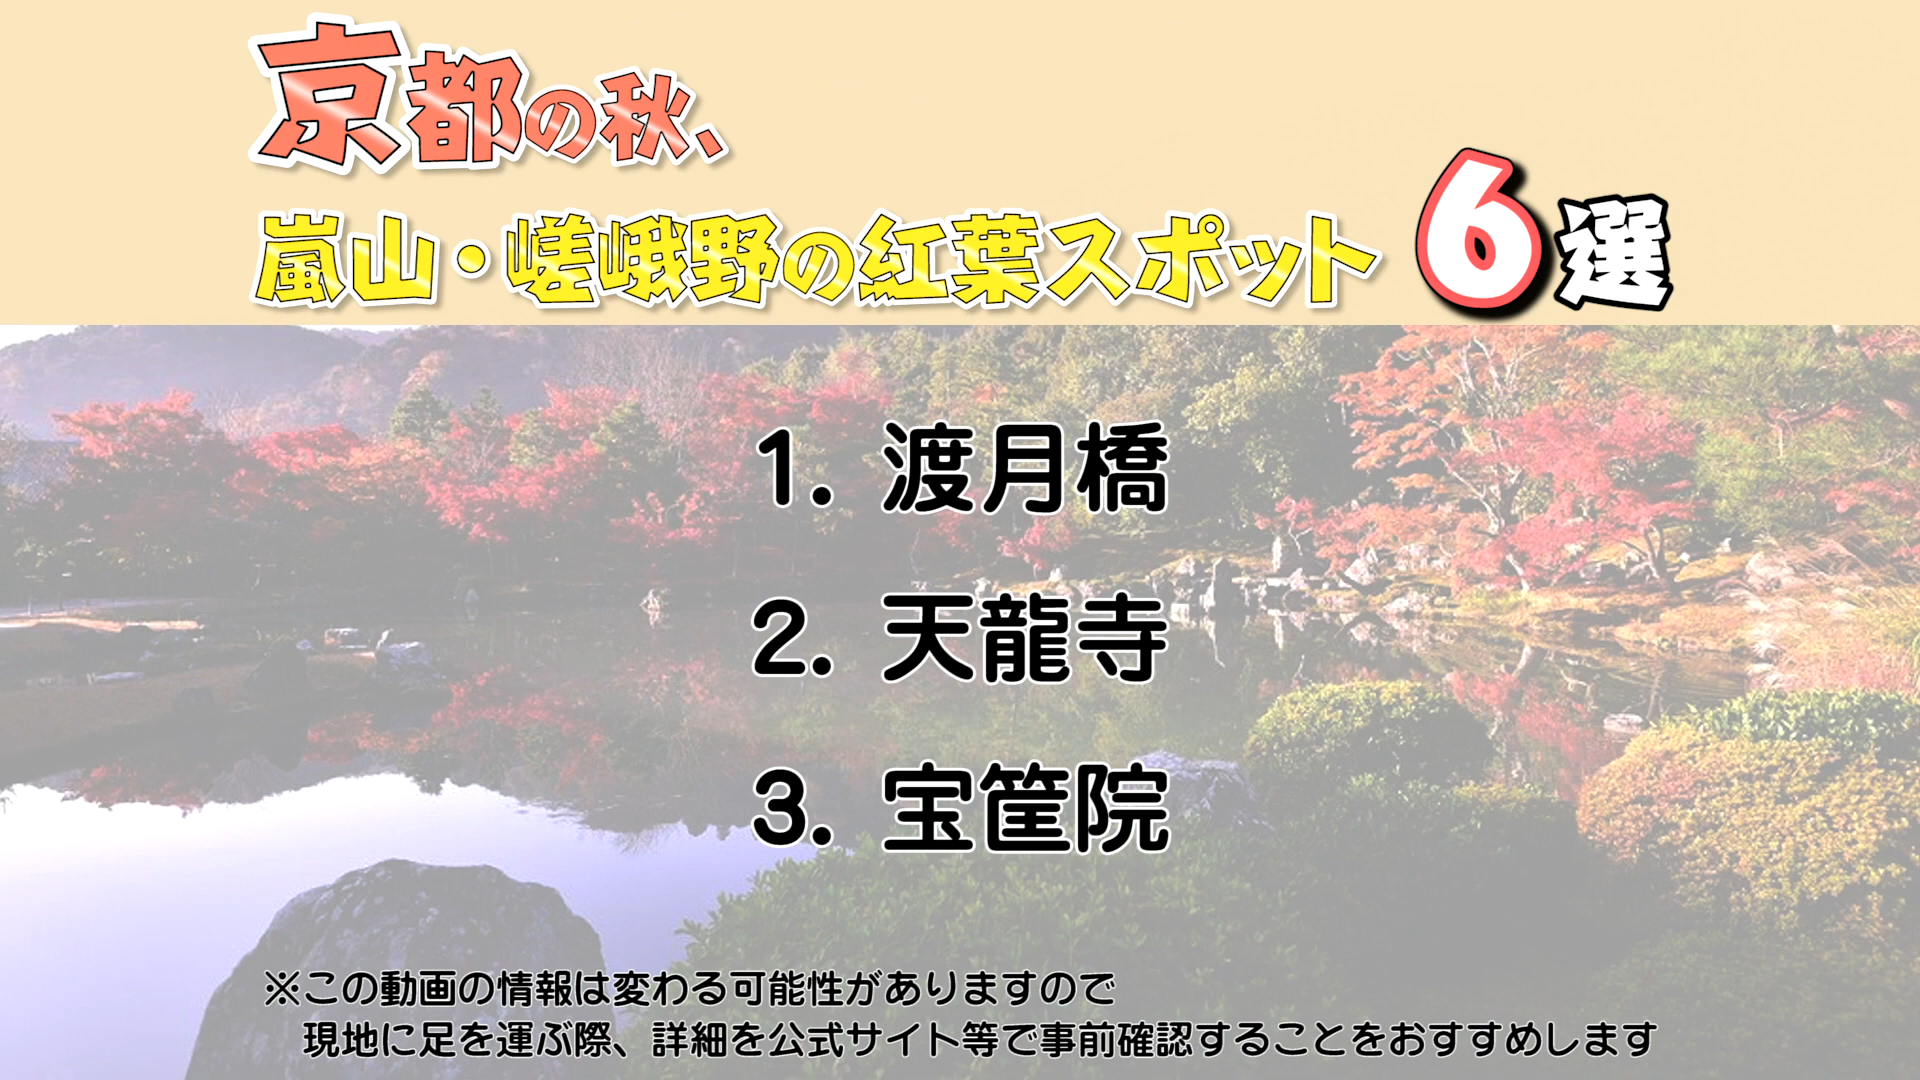 京都の秋、
嵐山・嵯峨野の紅葉スポット 6選
1. 渡月橋
2. 天龍寺
3. 宝筐院
※この動画の情報は変わる可能性がありますので
現地に足を運ぶ際、詳細を公式サイト等で事前確認することをおすすめします